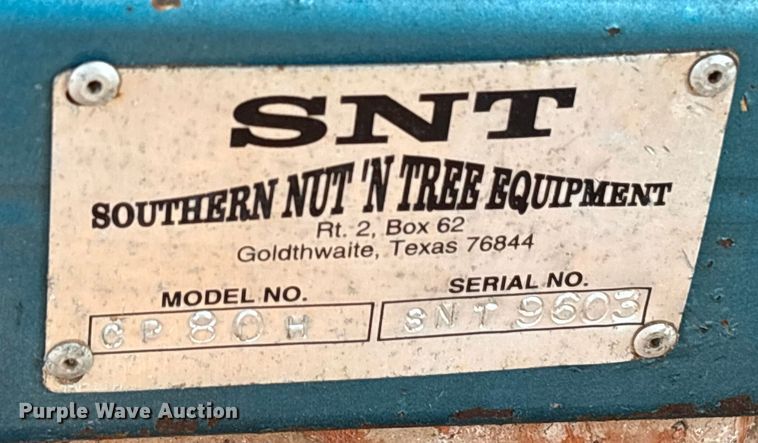 SNT
SOUTHERN NUT 'N TREE EQUIPMENT
Rt. 2, Box 62
Goldthwaite, Texas 76844
MODEL NO. SERIAL NO.
CP 80 H SNT 9603
Purple Wave Auction